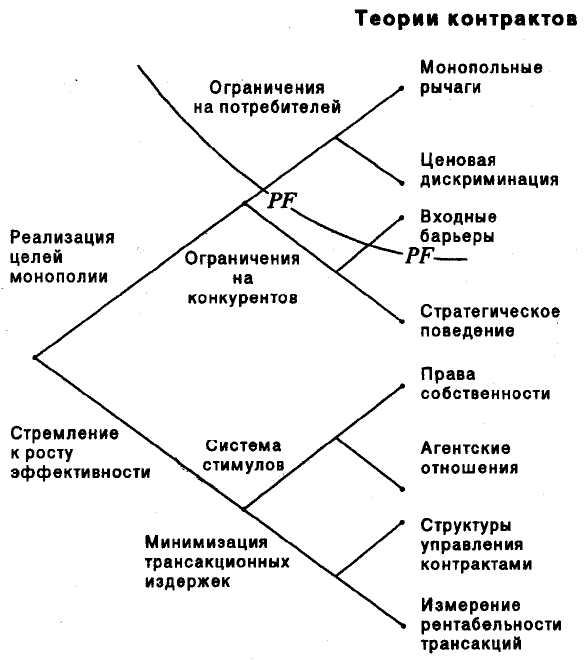 Теории контрактов
Ограничения
на потребителей
Монопольные
рычаги
Ценовая
дискриминация
PF
Входные
барьеры
PF
Реализация
целей
монополии
Ограничения
на
конкурентов
Стратегическое
поведение
Права
собственности
Стремление
к росту
эффективности
Система
стимулов
Агентские
отношения
Минимизация
трансакционных
издержек
Структуры
управления
контрактами
Измерение
рентабельности
трансакций